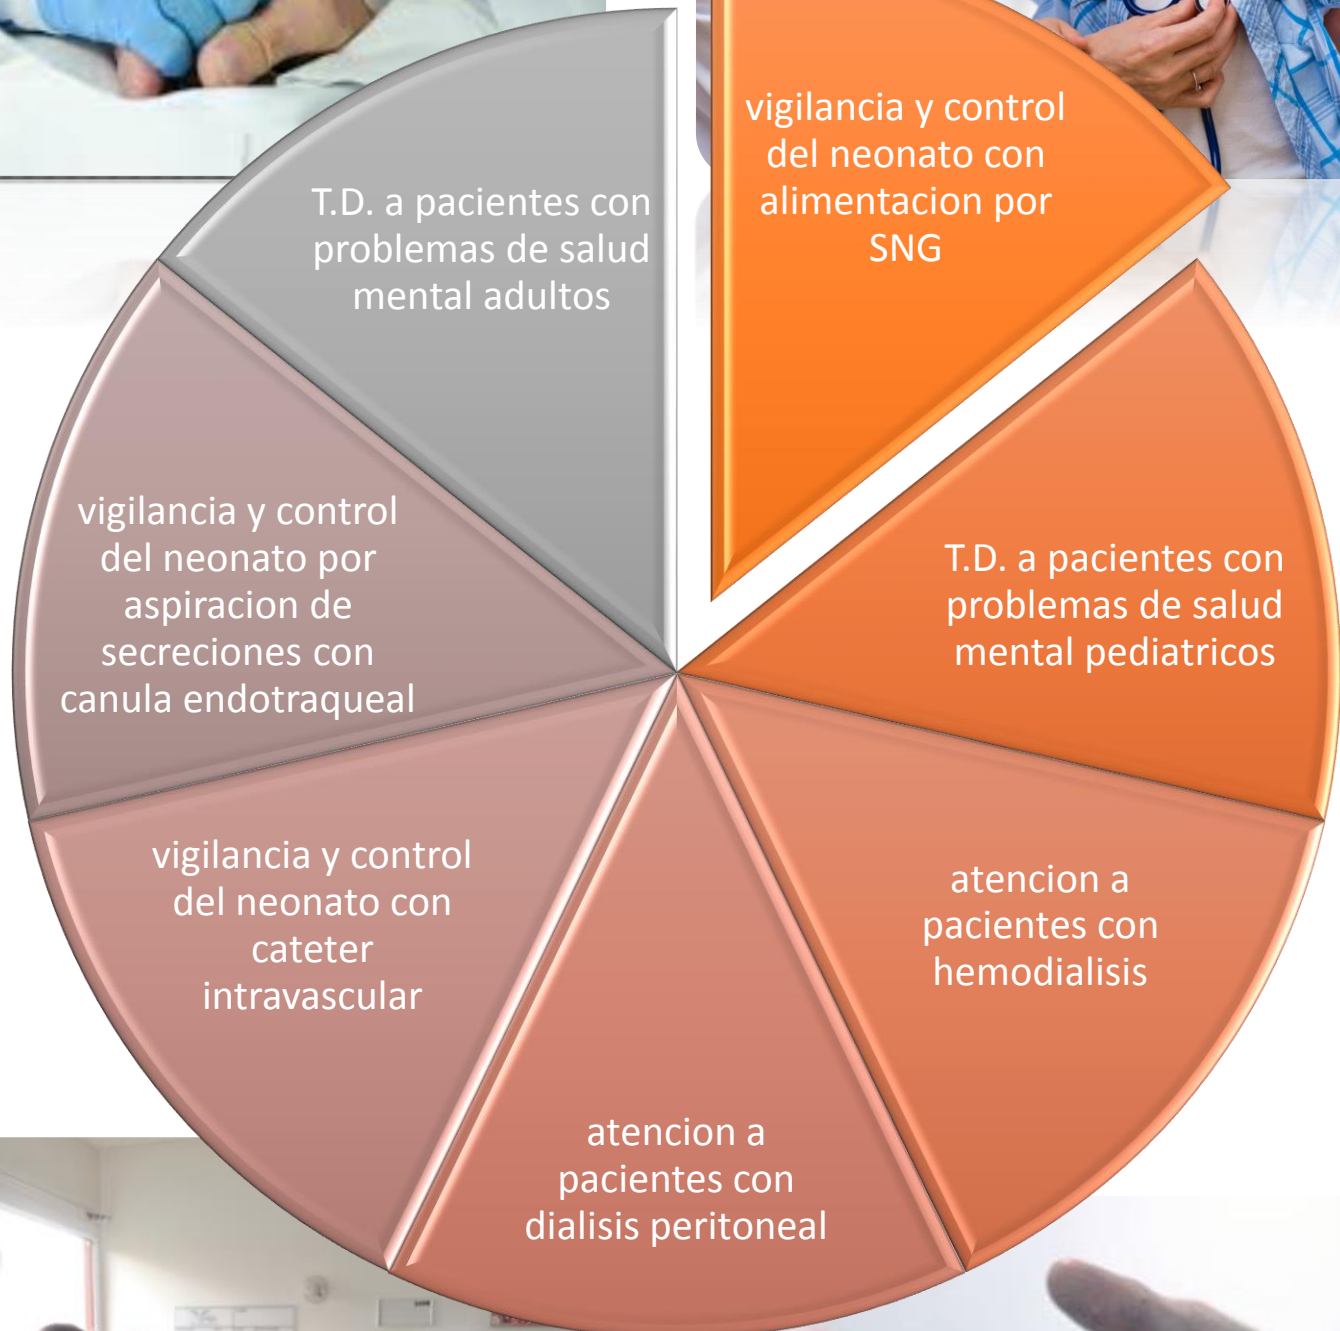 vigilancia y control
del neonato con
alimentacion por
SNG
T.D. a pacientes con
problemas de salud
mental pediatricos
atencion a
pacientes con
hemodialisis
atencion a
pacientes con
dialisis peritoneal
vigilancia y control
del neonato con
cateter
intravascular
vigilancia y control
del neonato por
aspiracion de
secreciones con
canula endotraqueal
T.D. a pacientes con
problemas de salud
mental adultos